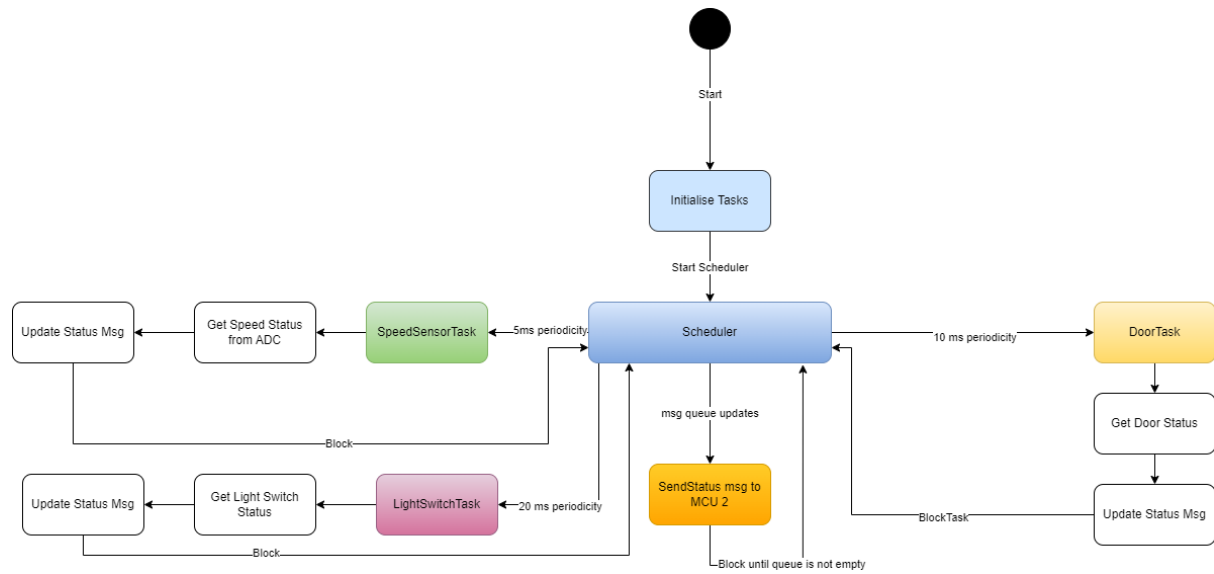 Start
Initialise Tasks
Start Scheduler
Update Status Msg
Get Speed Status
from ADC
SpeedSensorTask
5ms periodicity
Scheduler
10 ms periodicity
DoorTask
msg queue updates
Get Door Status
Block
Update Status Msg
Get Light Switch
Status
LightSwitchTask
20 ms periodicity
SendStatus msg to
MCU 2
BlockTask
Update Status Msg
Block
Block until queue is not empty